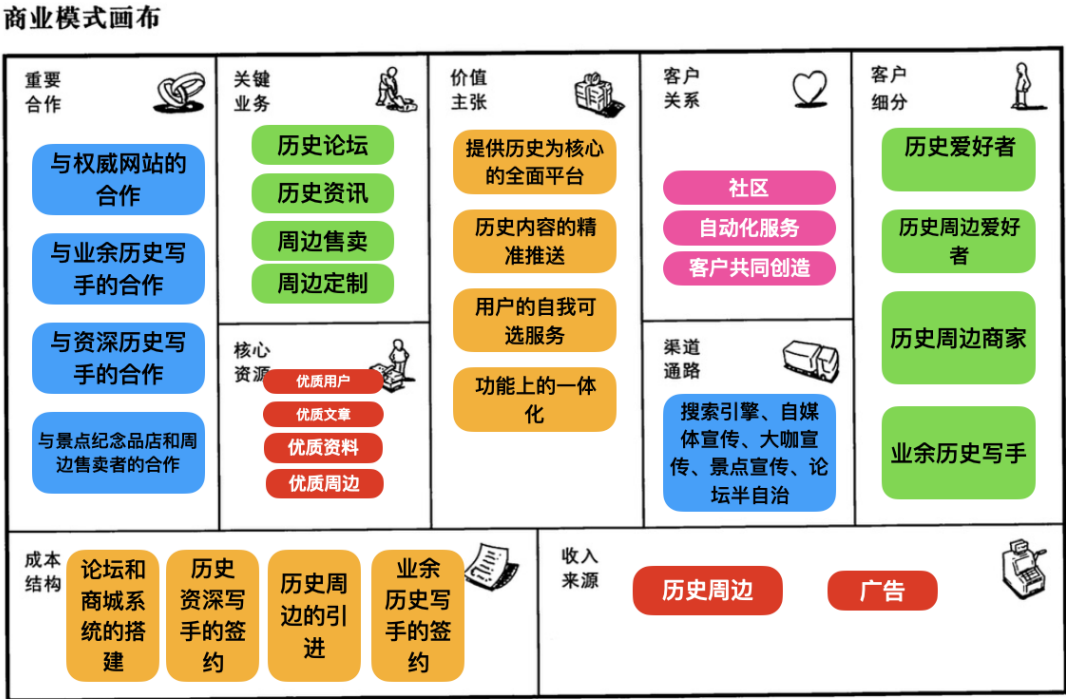 商业模式画布
重要
合作
与权威网站的
合作
与业余历史写
手的合作
与资深历史写
手的合作
与景点纪念品店和周
边售卖者的合作
关键
业务
历史论坛
历史资讯
周边售卖
周边定制
核心
资源
优质用户
优质文章
优质资料
优质周边
价值
主张
提供历史为核心
的全面平台
历史内容的精
准推送
用户的自我可
选服务
功能上的一体
化
客户
关系
社区
自动化服务
客户共同创造
渠道
通路
搜索引擎、自媒
体宣传、大咖宣
传、景点宣传、论
坛半自治
客户
细分
历史爱好者
历史周边爱好
者
历史周边商家
业余历史写手
成本
结构
论坛和
商城系
统的搭
建
历史
资深写
手的签
约
历史周
边的引
进
业余
历史写
手的签
约
收入
来源
历史周边
广告